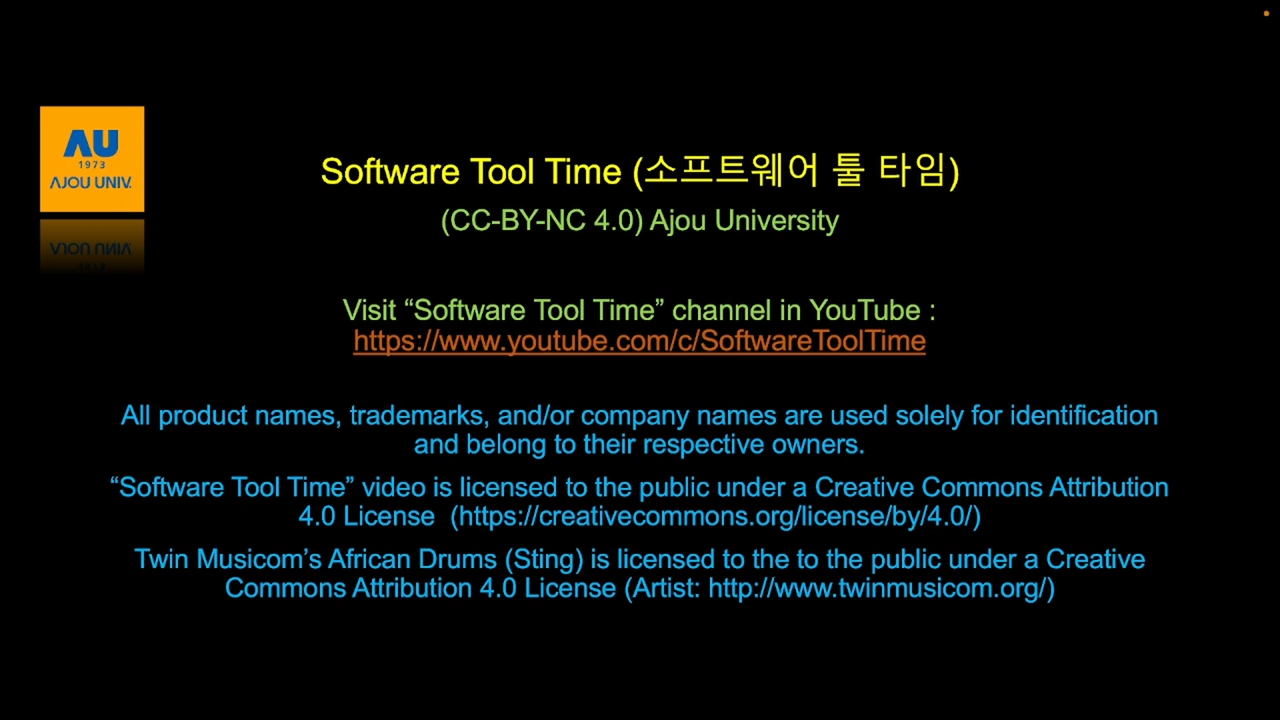 AU
1973
AJOU UNIV.
Software Tool Time (소프트웨어 툴 타임)
(CC-BY-NC 4.0) Ajou University
Visit “Software Tool Time” channel in YouTube :
https://www.youtube.com/c/SoftwareToolTime
All product names, trademarks, and/or company names are used solely for identification
and belong to their respective owners.
“Software Tool Time” video is licensed to the public under a Creative Commons Attribution
4.0 License (https://creativecommons.org/license/by/4.0/)
Twin Musicom’s African Drums (Sting) is licensed to the to the public under a Creative
Commons Attribution 4.0 License (Artist: http://www.twinmusicom.org/)